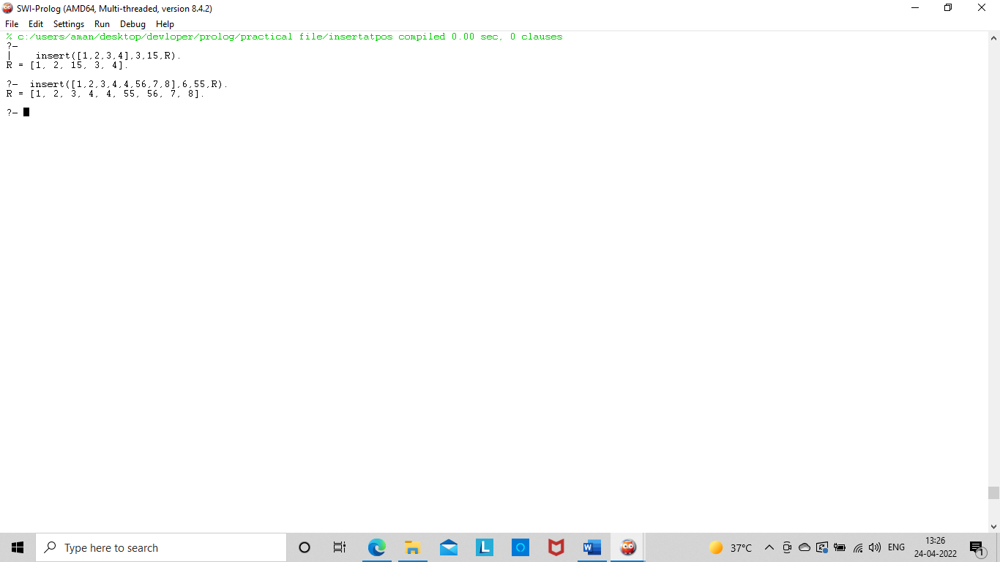 SWI-Prolog (AMD64, Multi-threaded, version 8.4.2)
File Edit Settings Run Debug Help
% c:/users/aman/desktop/devloper/prolog/practical file/insertatpos compiled 0.00 sec, 0 clauses
?-
|    insert([1,2,3,4],3,15,R).
R = [1, 2, 15, 3, 4].
?-  insert([1,2,3,4,4,56,7,8],6,55,R).
R = [1, 2, 3, 4, 4, 55, 56, 7, 8].
?-
Type here to search
L
W
37°C
ENG
13:26
24-04-2022
1